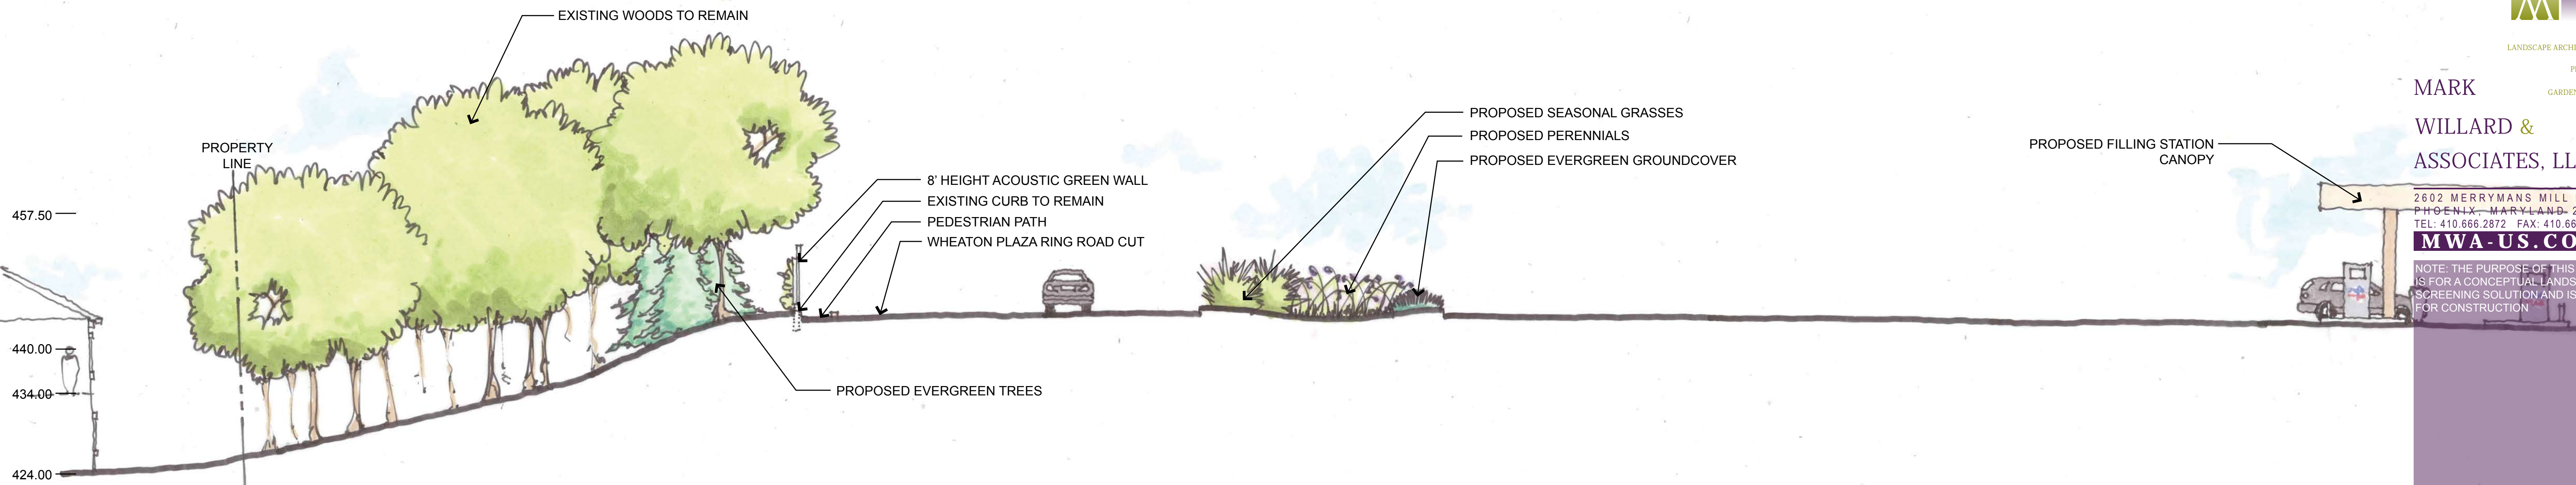 EXISTING WOODS TO REMAIN
PROPERTY
LINE
457.50
440.00
434.00
424.00
8' HEIGHT ACOUSTIC GREEN WALL
EXISTING CURB TO REMAIN
PEDESTRIAN PATH
WHEATON PLAZA RING ROAD CUT
PROPOSED EVERGREEN TREES
PROPOSED SEASONAL GRASSES
PROPOSED PERENNIALS
PROPOSED EVERGREEN GROUNDCOVER
PROPOSED FILLING STATION
CANOPY
LANDSCAPE ARCHI
P
GARDEN
MARK
WILLARD &
ASSOCIATES, LL
2602 MERRYMANS MILL
PHOENIX, MARYLAND 2
TEL: 410.666.2872 FAX: 410.66
MWA-US.CO
NOTE: THE PURPOSE OF THIS
IS FOR A CONCEPTUAL LANDS
SCREENING SOLUTION AND IS
FOR CONSTRUCTION